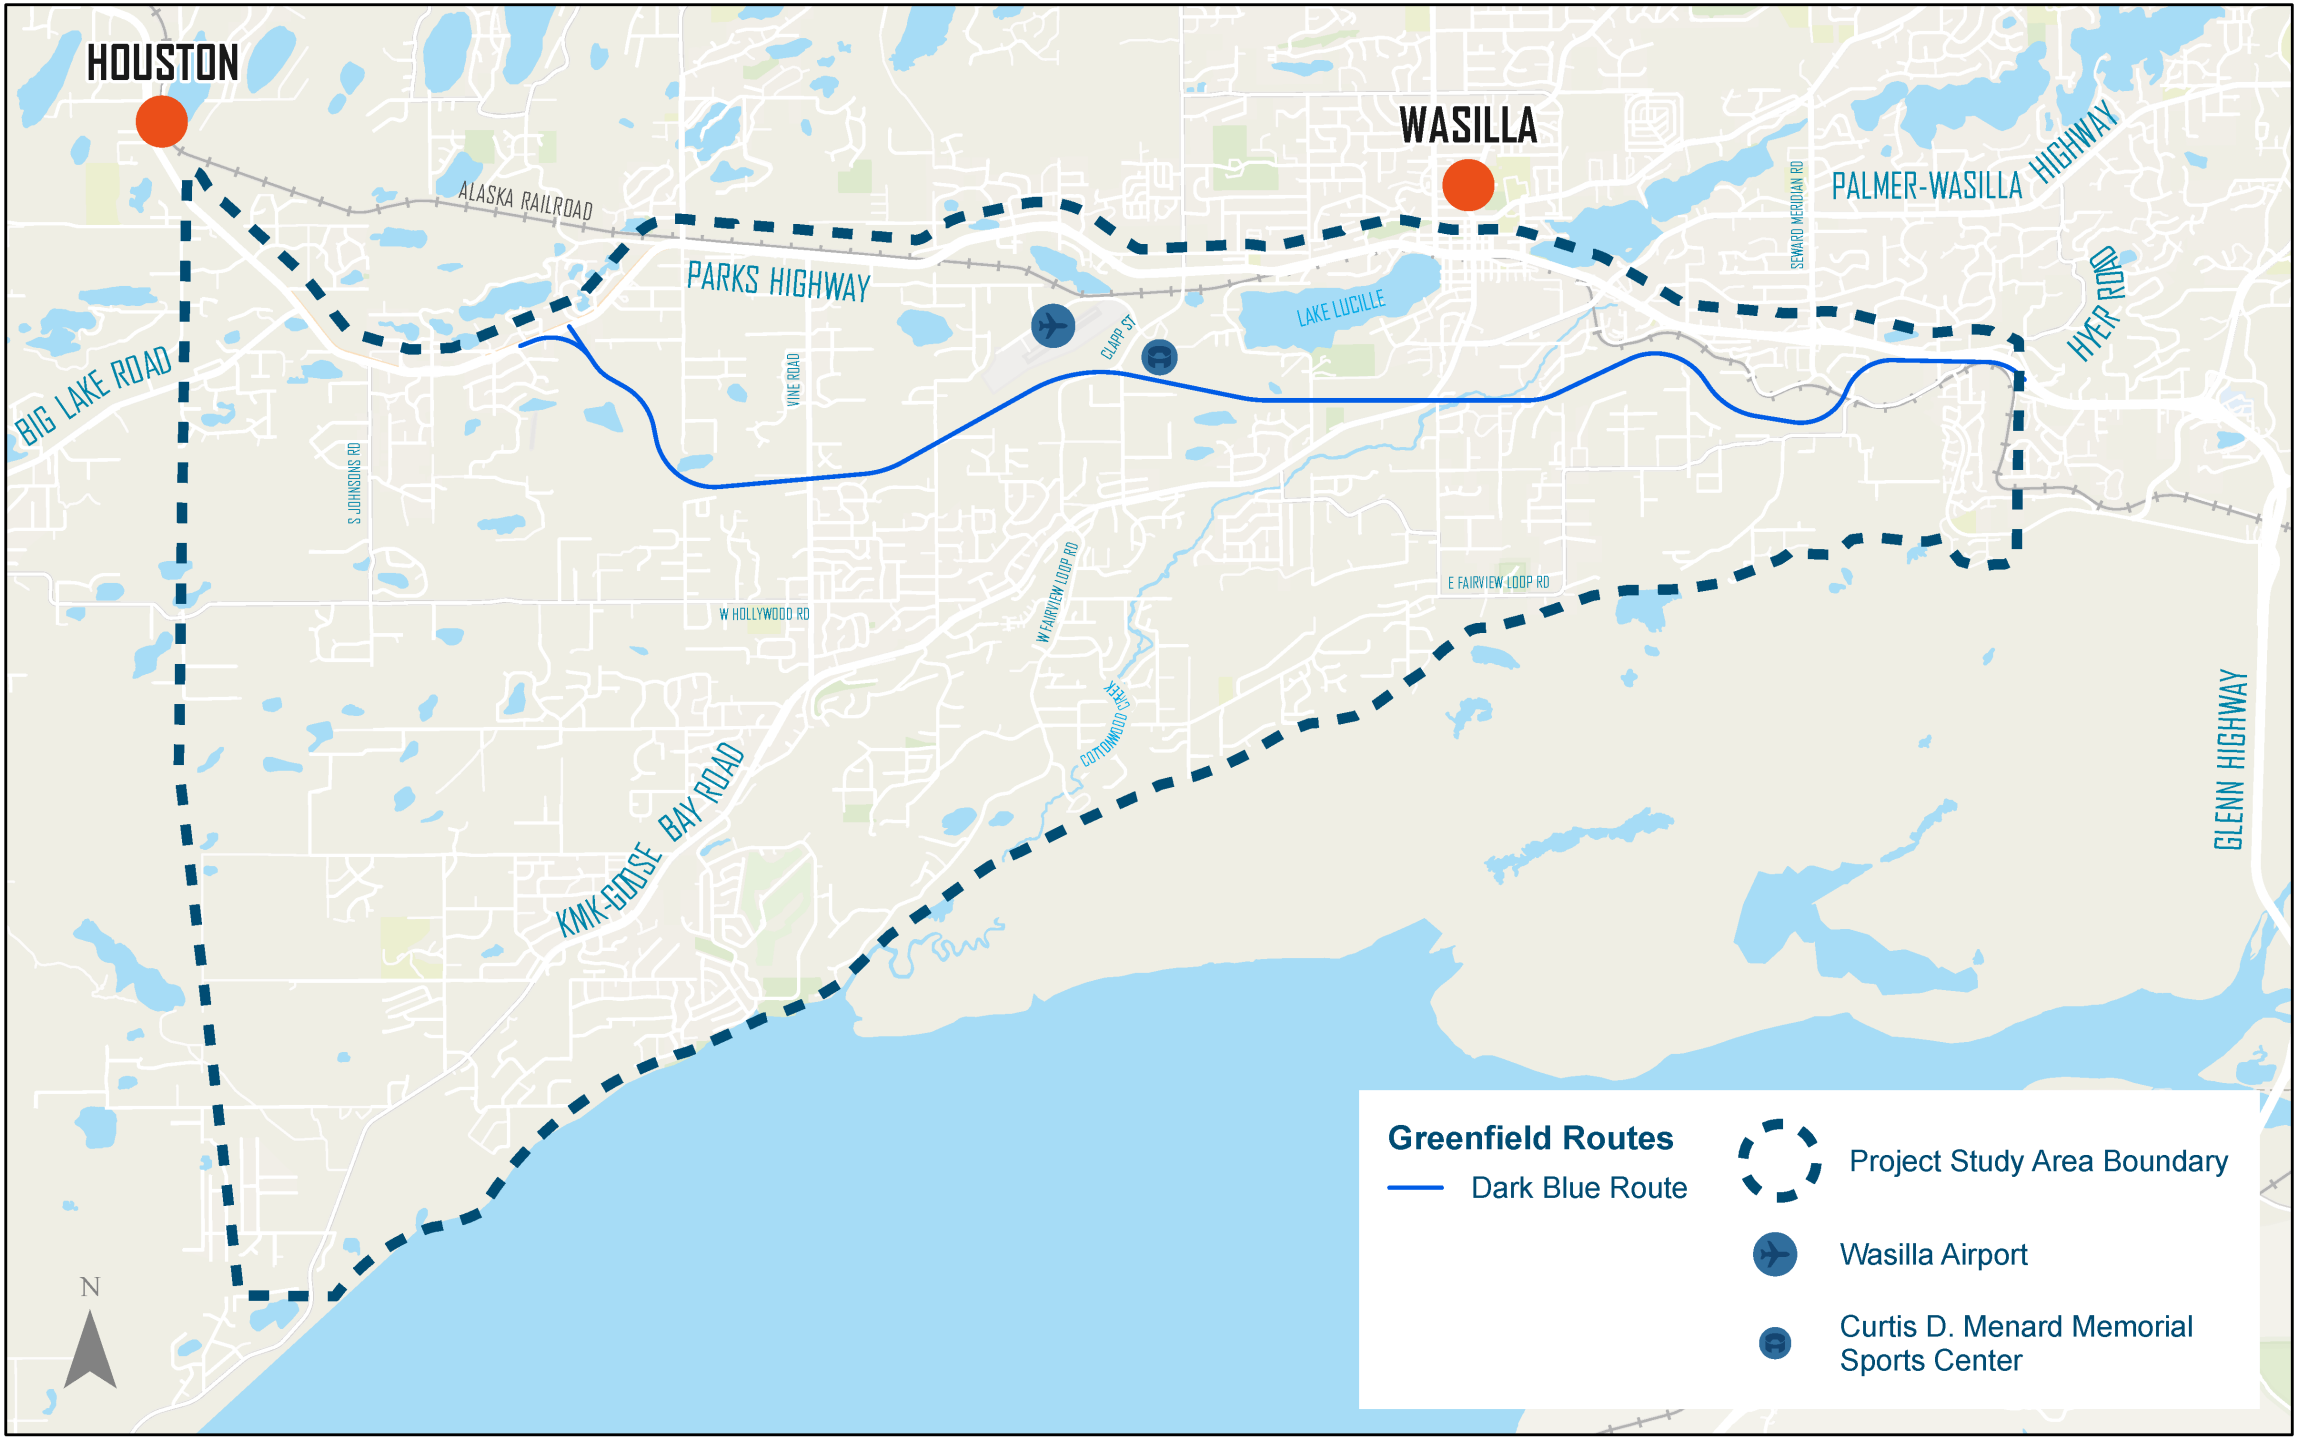 HOUSTON
WASILLA
ALASKA RAILROAD
SEWARD MERIDIAN RD
PALMER-WASILLA HIGHWAY
PARKS HIGHWAY
HYER ROAD
LAKE LUCILLE
CLAPP ST
BIG LAKE ROAD
VINE ROAD
S JOHNSONS RD
W FAIRVIEW LOOP RD
E FAIRVIEW LOOP RD
W HOLLYWOOD RD
COTTONWOOD CREEK
KMK-GOOSE BAY ROAD
GLENN HIGHWAY
N
Greenfield Routes
Dark Blue Route
Project Study Area Boundary
Wasilla Airport
Curtis D. Menard Memorial
Sports Center